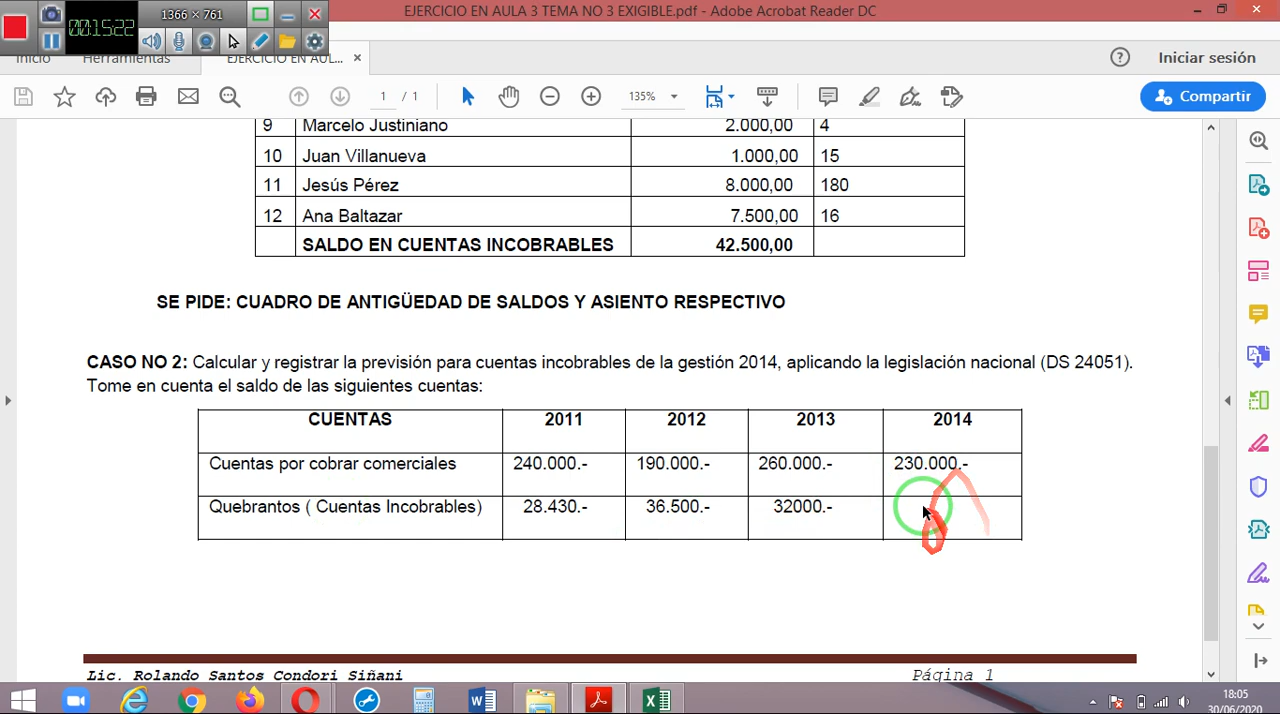 1366 × 761
EJERCICIO EN AULA 3 TEMA NO 3 EXIGIBLE.pdf - Adobe Acrobat Reader DC
00:15:22
Inicio Herramientas EJERCICIO EN AUL...
Iniciar sesión
1 / 1 135%
Compartir
9 Marcelo Justiniano 2.000,00 4
10 Juan Villanueva 1.000,00 15
11 Jesús Pérez 8.000,00 180
12 Ana Baltazar 7.500,00 16
SALDO EN CUENTAS INCOBRABLES 42.500,00
SE PIDE: CUADRO DE ANTIGÜEDAD DE SALDOS Y ASIENTO RESPECTIVO
CASO NO 2: Calcular y registrar la previsión para cuentas incobrables de la gestión 2014, aplicando la legislación nacional (DS 24051).
Tome en cuenta el saldo de las siguientes cuentas:
CUENTAS 2011 2012 2013 2014
Cuentas por cobrar comerciales 240.000.- 190.000.- 260.000.- 230.000.-
Quebrantos ( Cuentas Incobrables) 28.430.- 36.500.- 32000.-
Lic. Rolando Santos Condori Siñani Página 1
18:05
30/06/2020